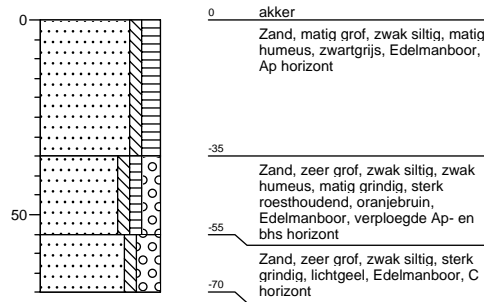 0
0
akker
Zand, matig grof, zwak siltig, matig
humeus, zwartgrijs, Edelmanboor,
Ap horizont
-35
Zand, zeer grof, zwak siltig, zwak
humeus, matig grindig, sterk
roesthoudend, oranjebruin,
Edelmanboor, verploegde Ap- en
bhs horizont
50
-55
Zand, zeer grof, zwak siltig, sterk
grindig, lichtgeel, Edelmanboor, C
horizont
-70